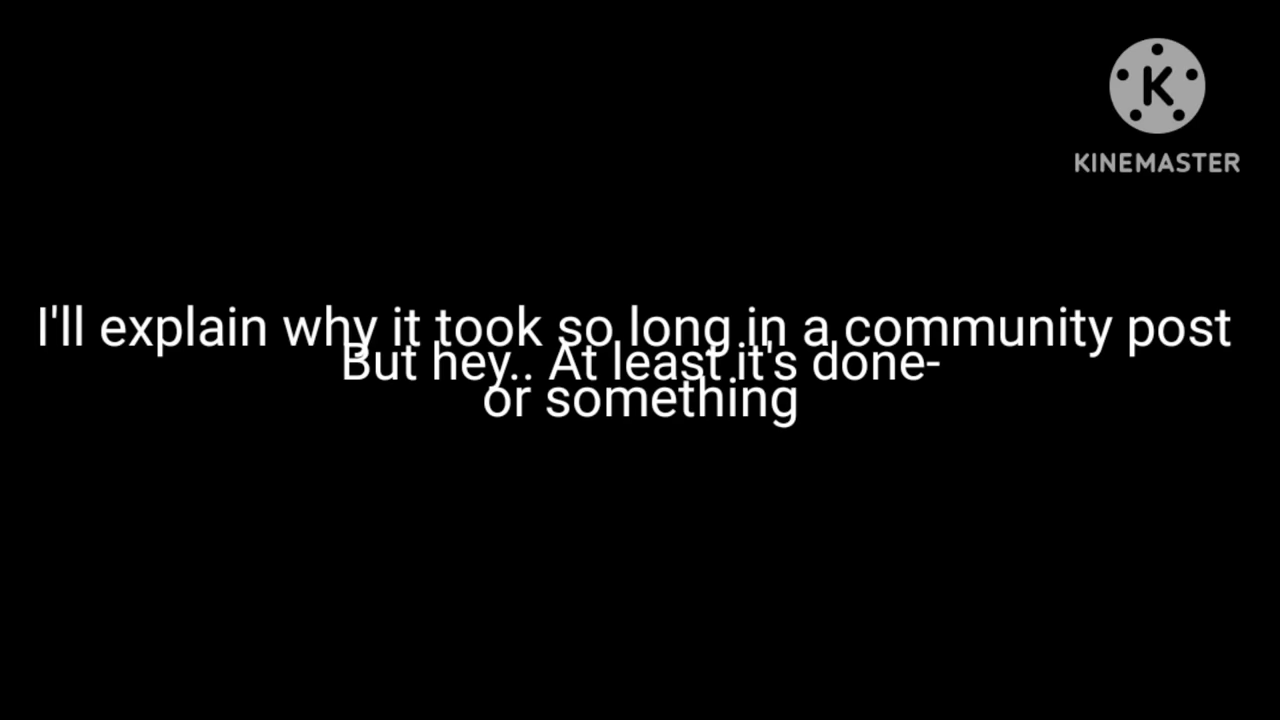 K
KINEMASTER
I'll explain why it took so long in a community post
But hey.. At least it's done-
or something